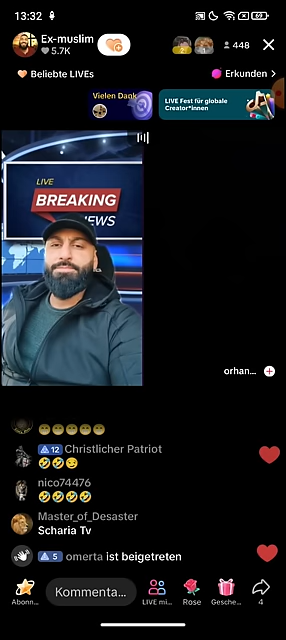 13:32
69
Ex-muslim
5.7K
448
Beliebte LIVEs
Erkunden
Vielen Dank
LIVE Fest für globale
Creator*innen
LIVE
BREAKING
NEWS
orhan...
12 Christlicher Patriot
nico74476
Master_of_Desaster
Scharia Tv
5 omerta ist beigetreten
Abonn...
Kommenta...
LIVE mi...
Rose
Gesche...
4